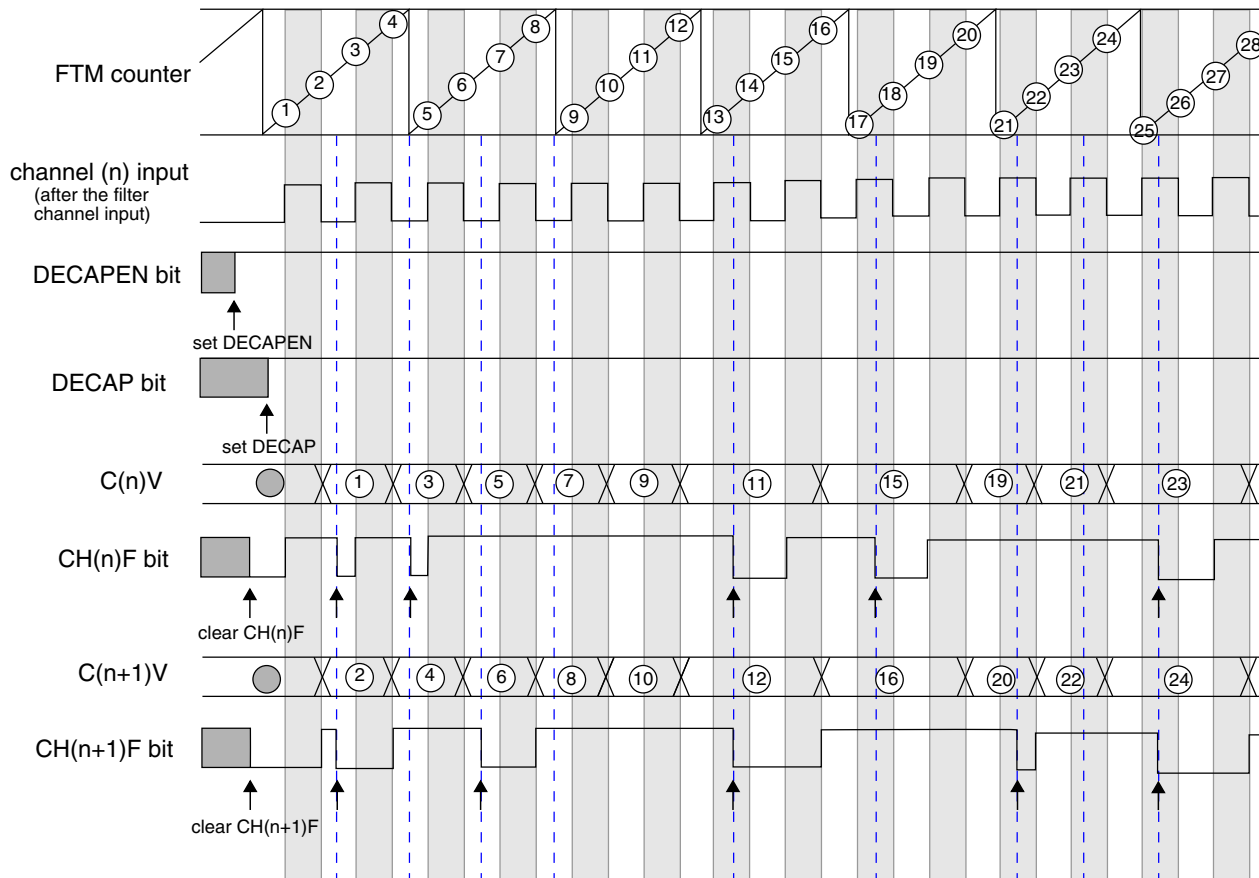 4 8 12 16 20 24 28
3 7 11 15 19 23 27
FTM counter
2 6 10 14 18 22 26
1 5 9 13 17 21 25
channel (n) input
(after the filter
channel input)
DECAPEN bit
set DECAPEN
DECAP bit
set DECAP
C(n)V 1 3 5 7 9 11 15 19 21 23
CH(n)F bit
clear CH(n)F
C(n+1)V 2 4 6 8 10 12 16 20 22 24
CH(n+1)F bit
clear CH(n+1)F